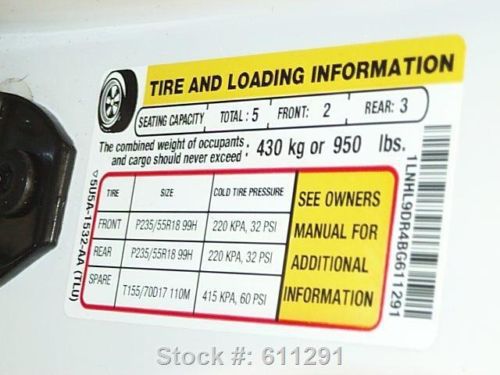 TIRE AND LOADING INFORMATION
SEATING CAPACITY TOTAL: 5 FRONT: 2 REAR: 3
The combined weight of occupants and cargo should never exceed: 430 kg or 950 lbs.
TIRE SIZE COLD TIRE PRESSURE
FRONT P235/55R18 99H 220 KPA, 32 PSI
REAR P235/55R18 99H 220 KPA, 32 PSI
SPARE T155/70D17 110M 415 KPA, 60 PSI
SEE OWNERS
MANUAL FOR
ADDITIONAL
INFORMATION
5U5A-1532-AA (TLU)
1LNHL9DR4BG611291
Stock #: 611291